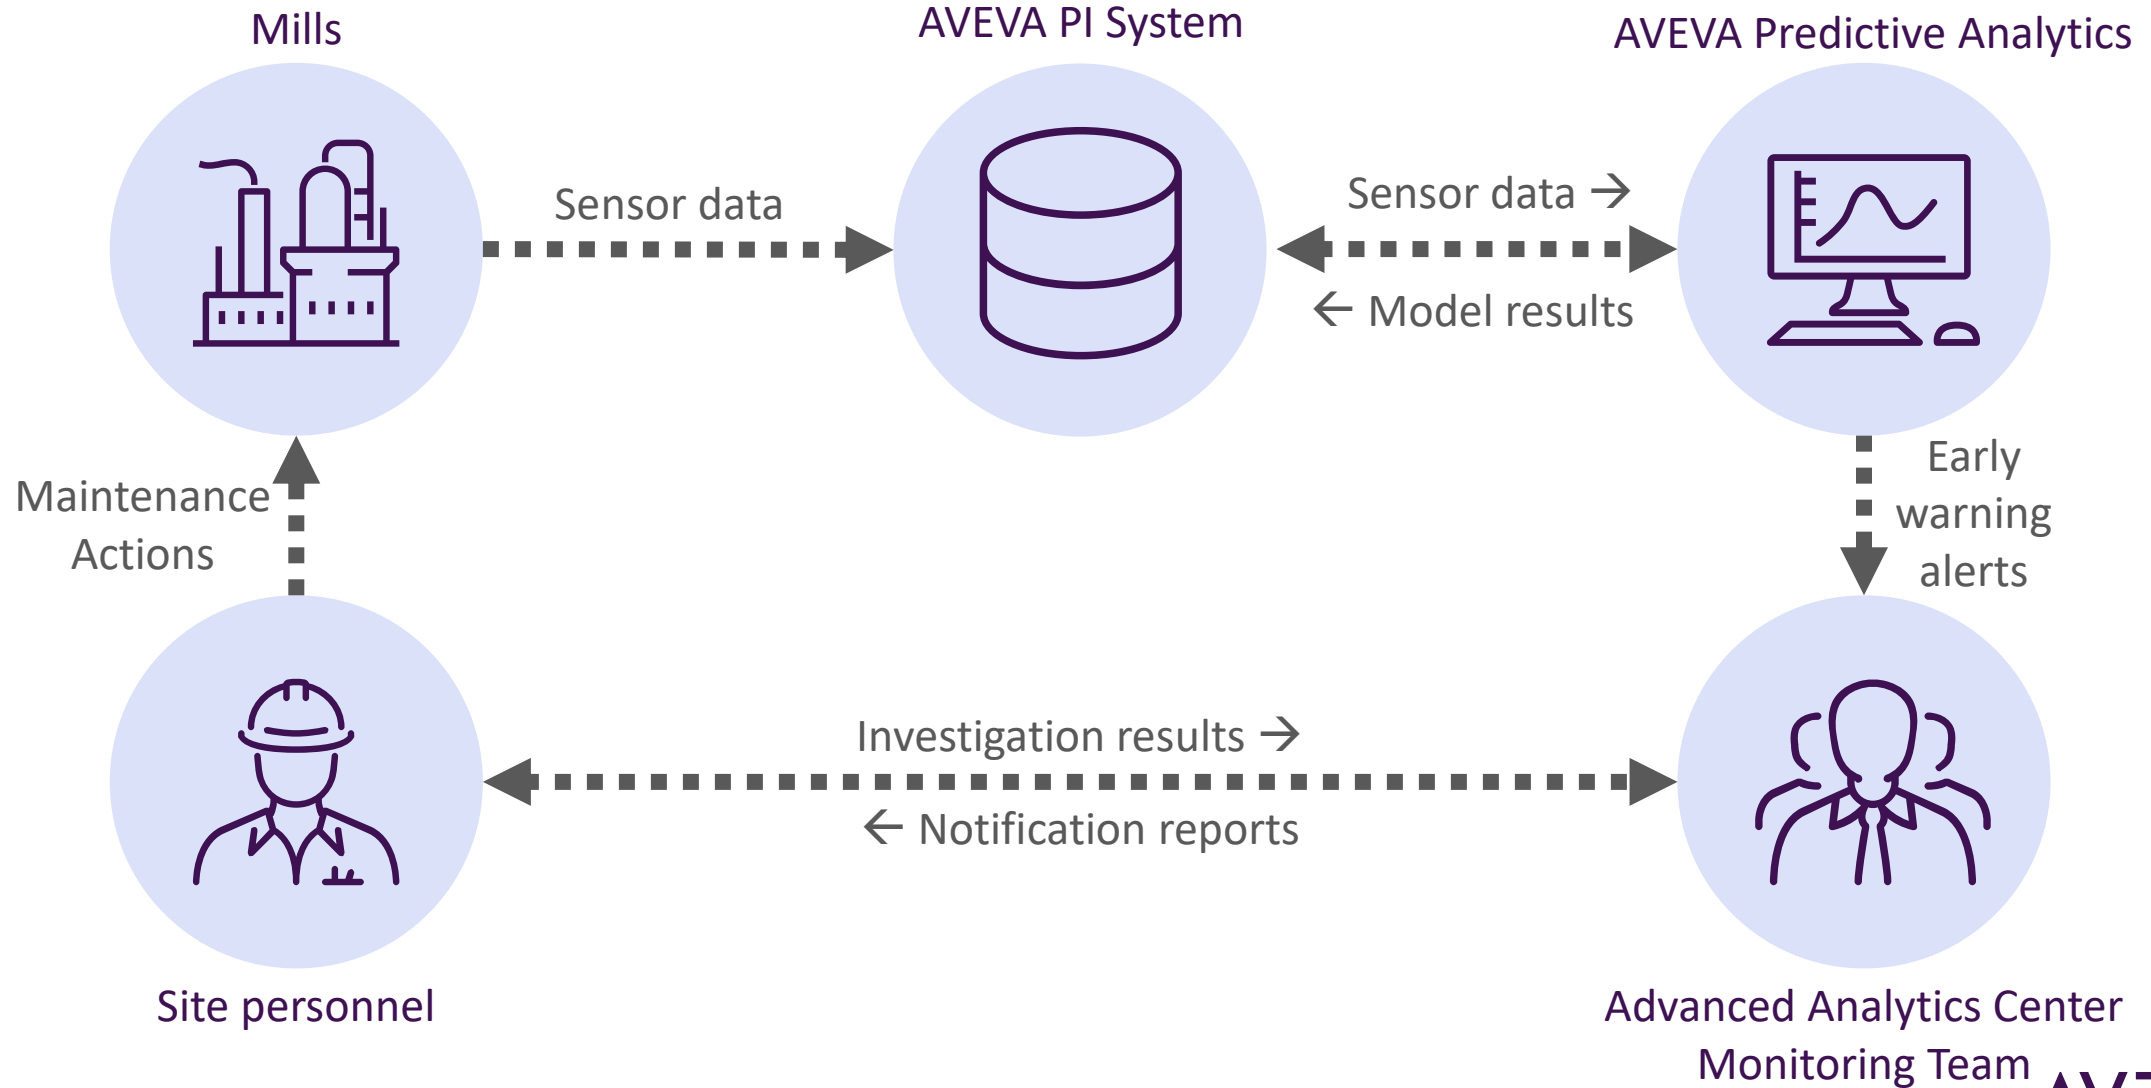 Mills
AVEVA PI System
AVEVA Predictive Analytics
Sensor data
Sensor data →
← Model results
Maintenance
Actions
Early
warning
alerts
Investigation results →
← Notification reports
Site personnel
Advanced Analytics Center
Monitoring Team